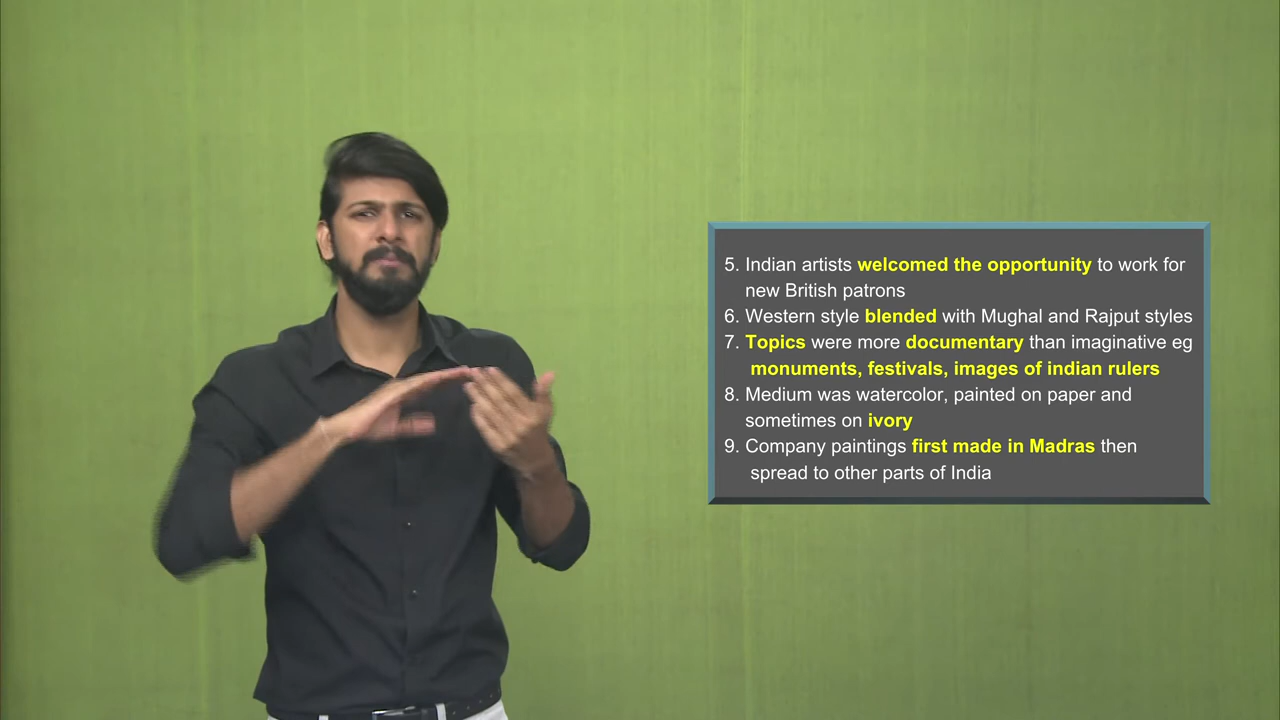 5. Indian artists welcomed the opportunity to work for
new British patrons
6. Western style blended with Mughal and Rajput styles
7. Topics were more documentary than imaginative eg
monuments, festivals, images of indian rulers
8. Medium was watercolor, painted on paper and
sometimes on ivory
9. Company paintings first made in Madras then
spread to other parts of India